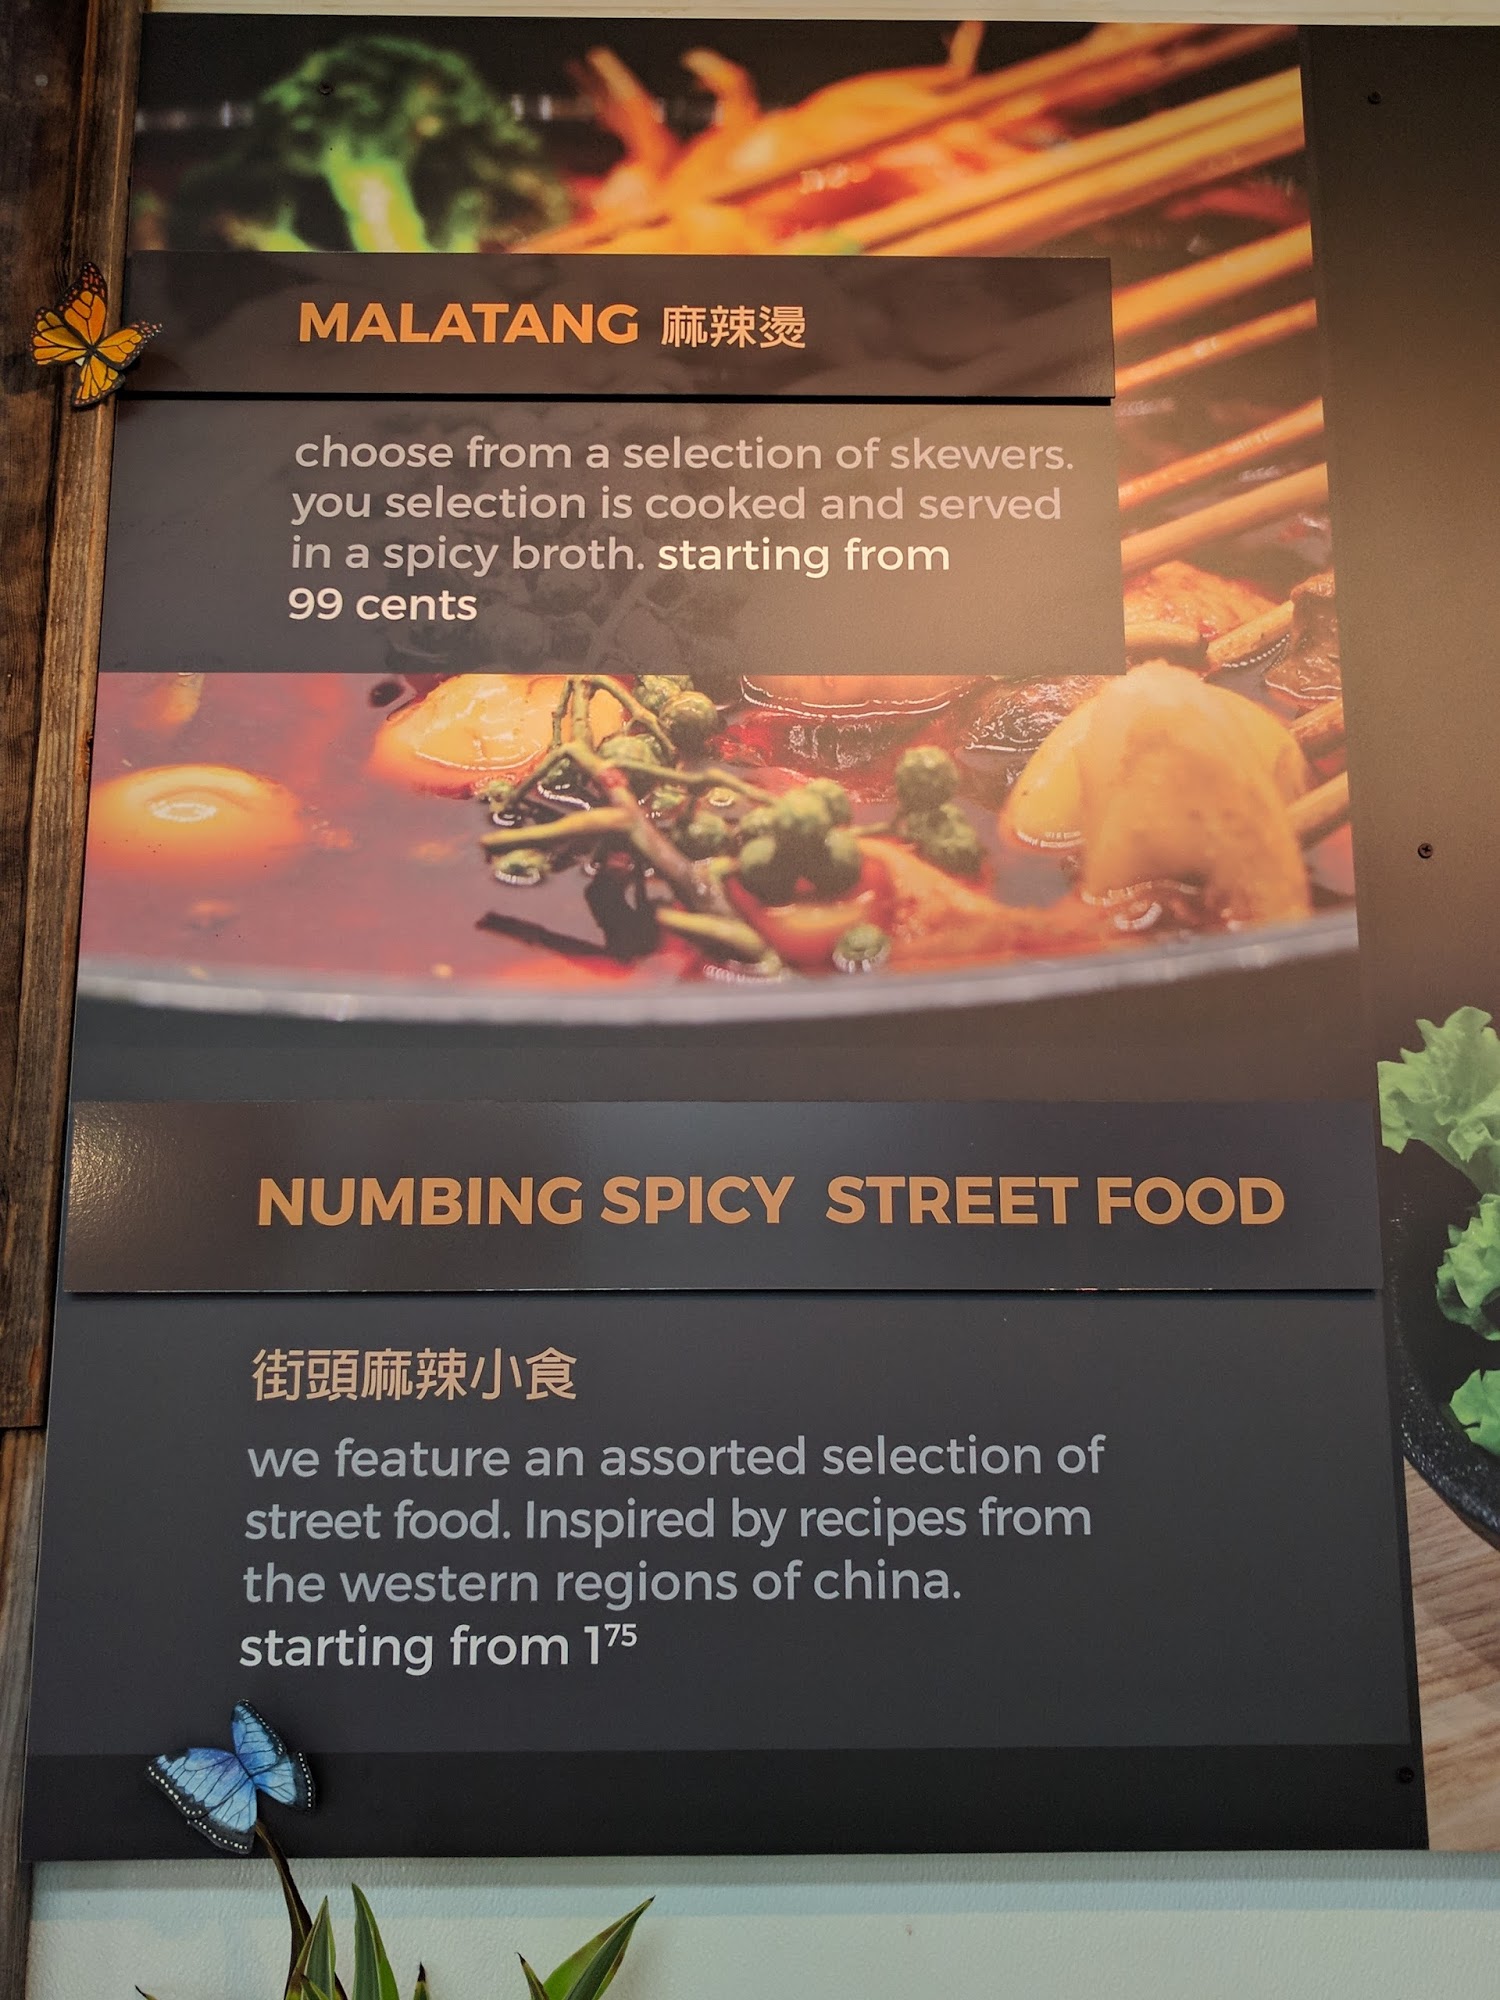 MALATANG 麻辣燙
choose from a selection of skewers.
you selection is cooked and served
in a spicy broth. starting from
99 cents
NUMBING SPICY STREET FOOD
街頭麻辣小食
we feature an assorted selection of
street food. Inspired by recipes from
the western regions of china.
starting from 1⁷⁵